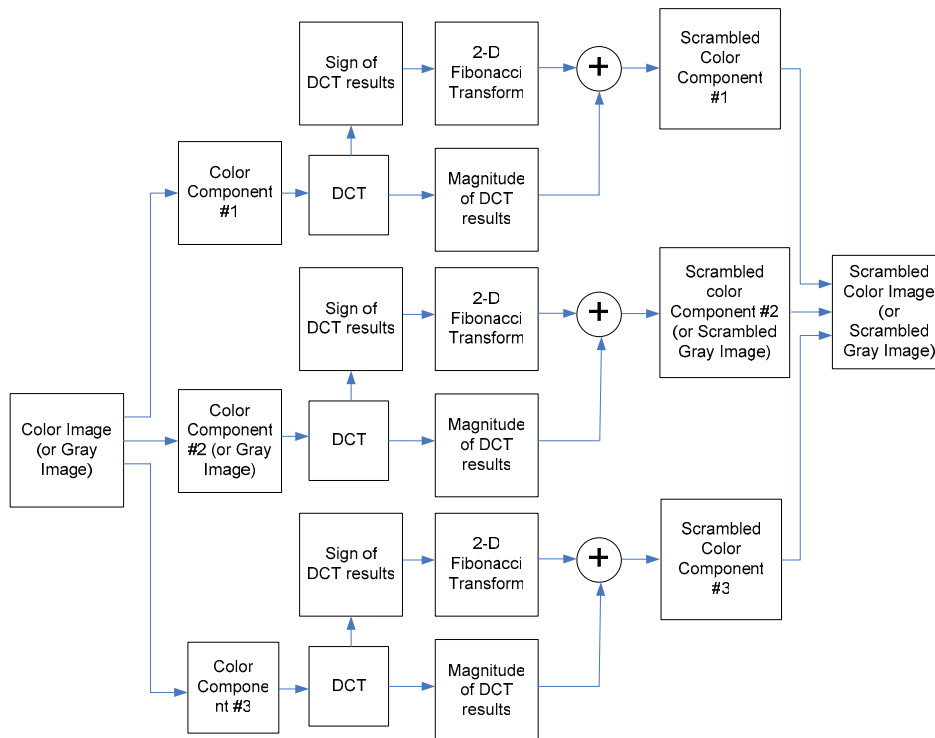 Sign of
DCT results
2-D
Fibonacci
Transform
+
Scrambled
Color
Component
#1
Color
Component
#1
DCT
Magnitude
of DCT
results
Sign of
DCT results
2-D
Fibonacci
Transform
+
Scrambled
color
Component #2
(or Scrambled
Gray Image)
Scrambled
Color Image
(or
Scrambled
Gray Image)
Color Image
(or Gray
Image)
Color
Component
#2 (or Gray
Image)
DCT
Magnitude
of DCT
results
Sign of
DCT results
2-D
Fibonacci
Transform
+
Scrambled
Color
Component
#3
Color
Compone
nt #3
DCT
Magnitude
of DCT
results